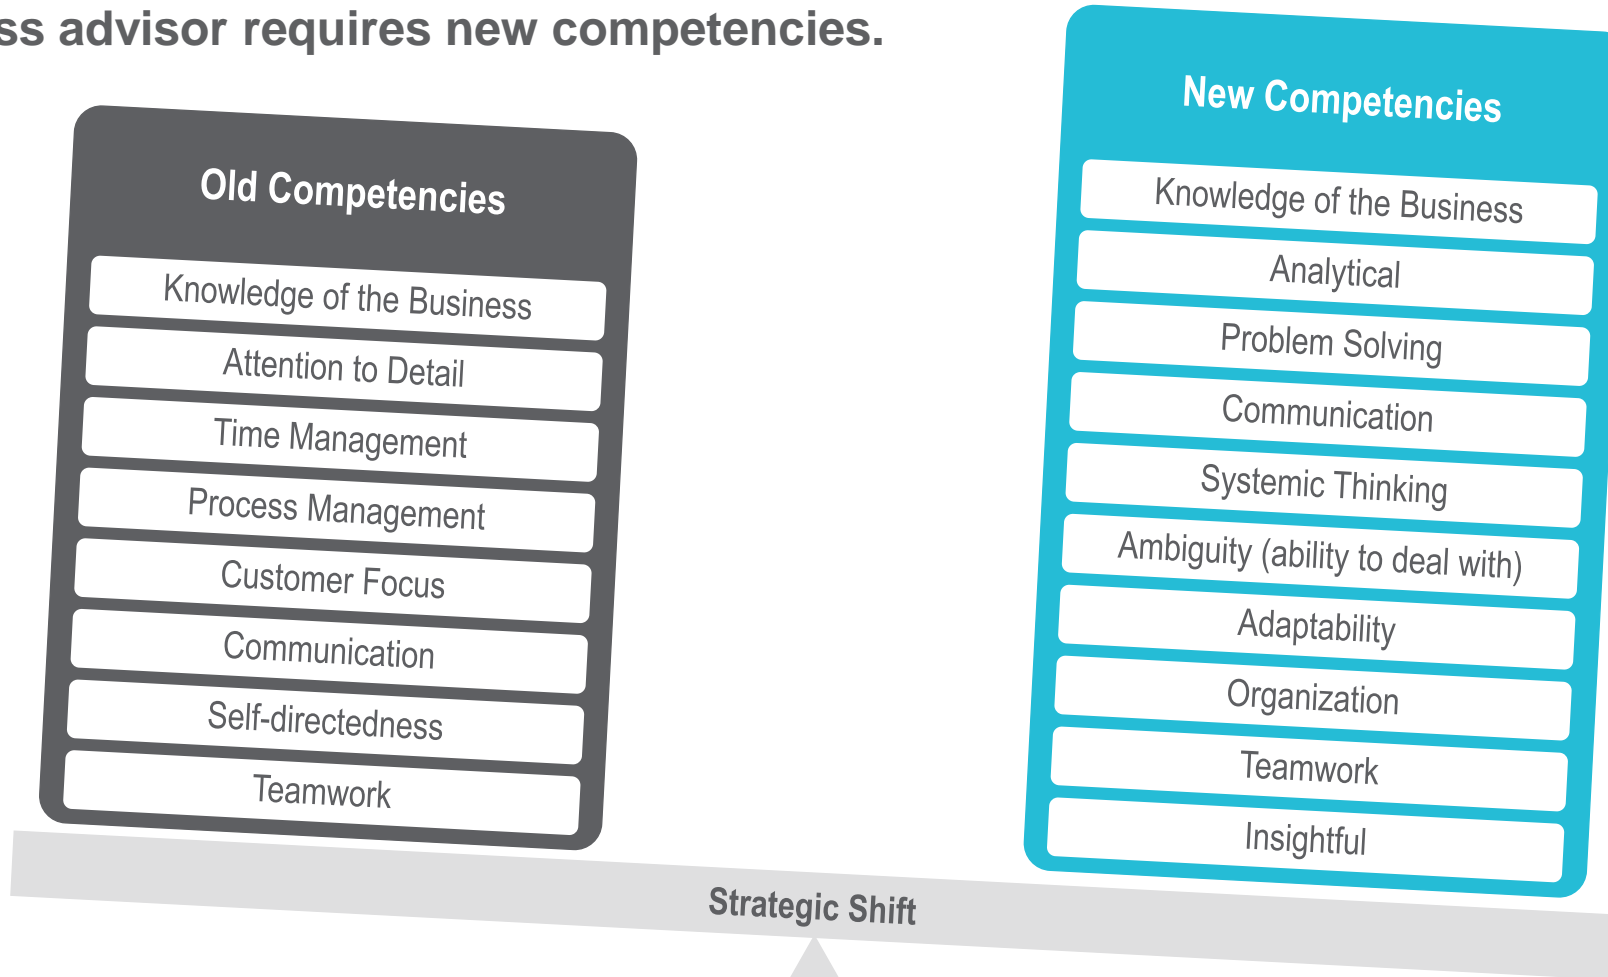 ss advisor requires new competencies.
Old Competencies
Knowledge of the Business
Attention to Detail
Time Management
Process Management
Customer Focus
Communication
Self-directedness
Teamwork
New Competencies
Knowledge of the Business
Analytical
Problem Solving
Communication
Systemic Thinking
Ambiguity (ability to deal with)
Adaptability
Organization
Teamwork
Insightful
Strategic Shift